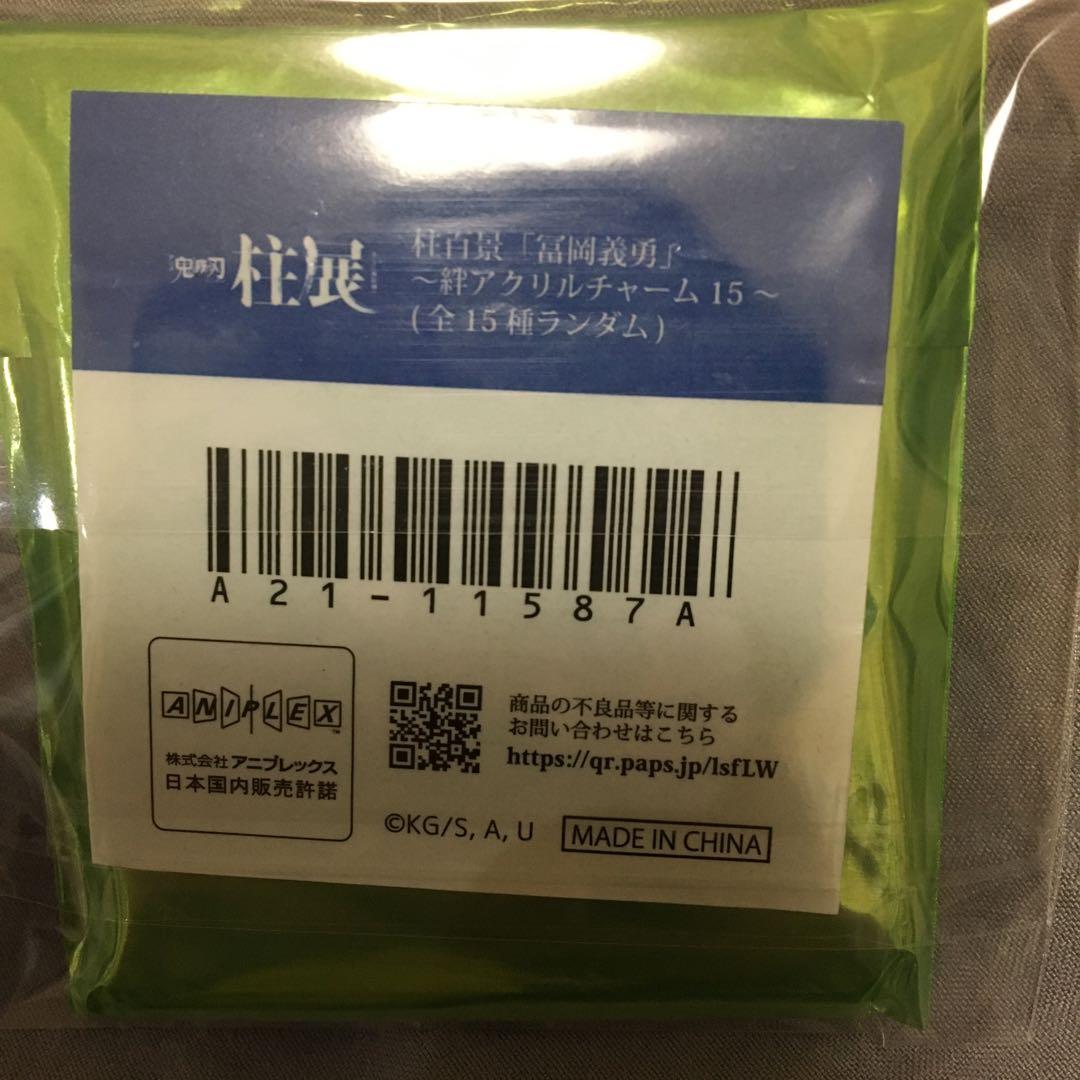 鬼滅の刃 柱展
柱百景「冨岡義勇」
～絆アクリルチャーム 15～
(全 15 種ランダム)
A21-11587A
ANIPLEX
株式会社 アニプレックス
日本国内販売許諾
商品の不良品等に関する
お問い合わせはこちら
https://qr.paps.jp/lsfLW
©KG/S, A, U
MADE IN CHINA